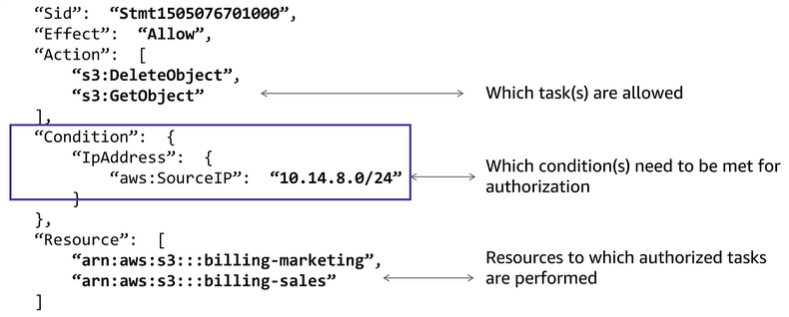 “Sid”: “Stmt1505076701000”,
“Effect”: “Allow”,
“Action”: [
“s3:DeleteObject”,
“s3:GetObject”
Which task(s) are allowed
],
“Condition”: {
“IpAddress”: {
“aws:SourceIP”: “10.14.8.0/24”
Which condition(s) need to be met for
authorization
}
},
“Resource”: [
“arn:aws:s3:::billing-marketing”,
“arn:aws:s3:::billing-sales”
Resources to which authorized tasks
are performed
]